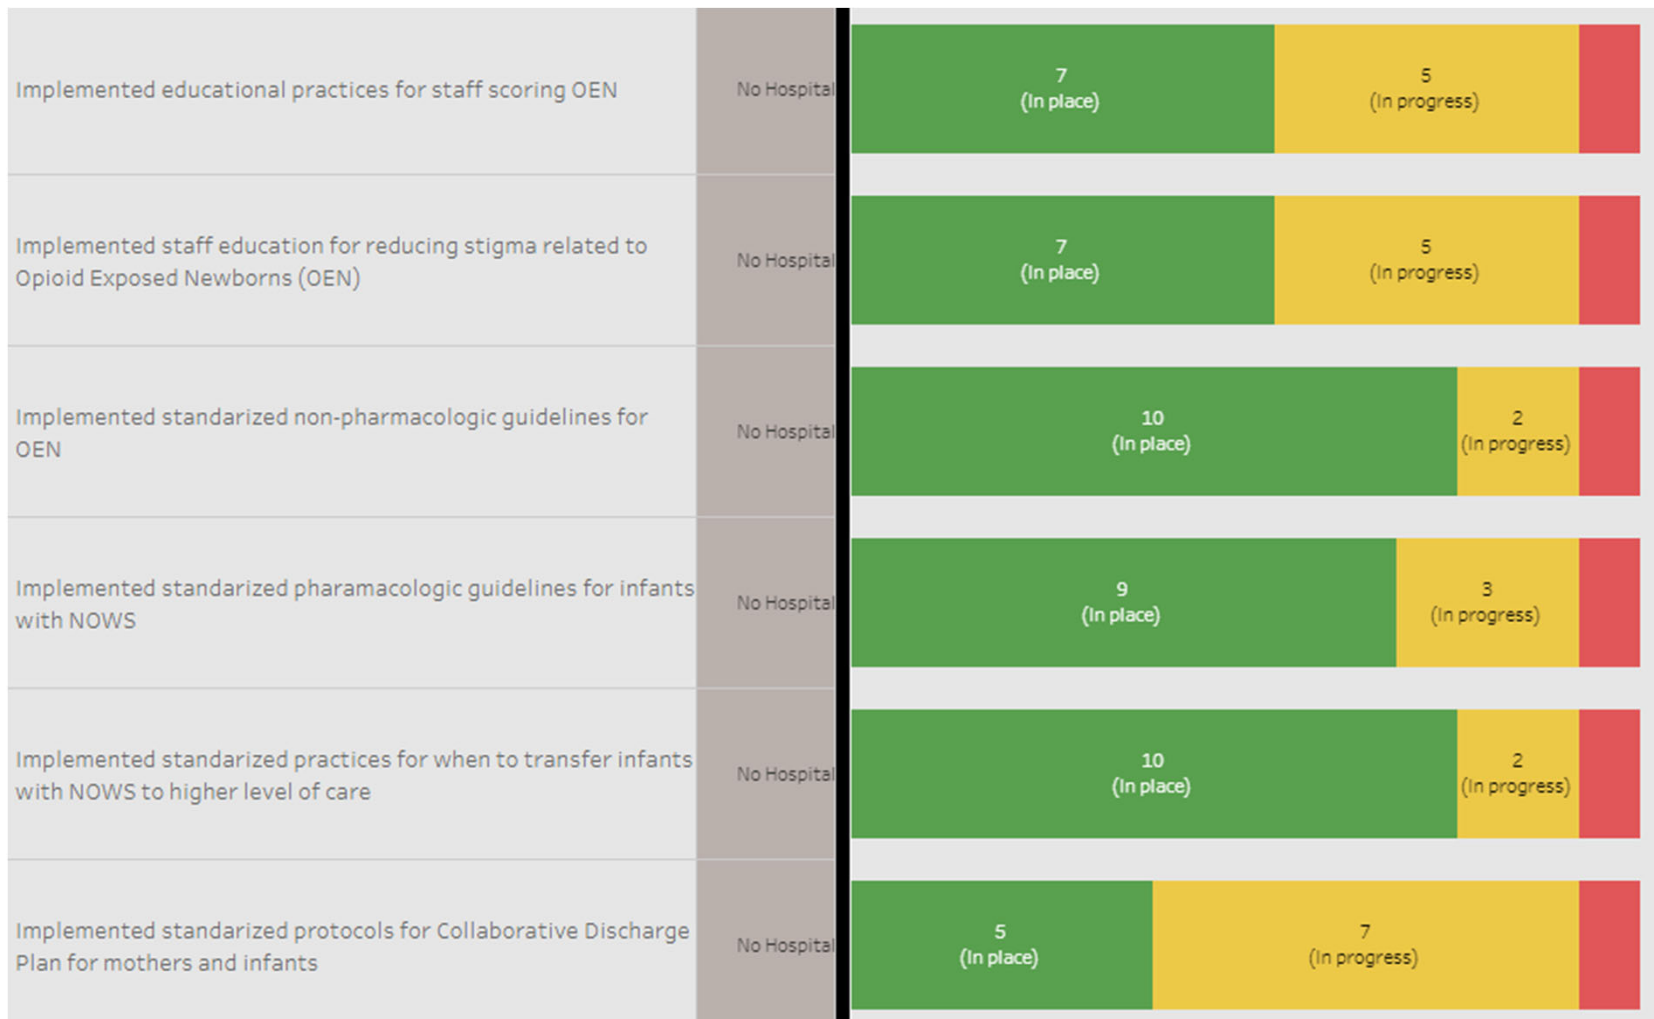 Implemented educational practices for staff scoring OEN
No Hospital
7
(In place)
5
(In progress)
Implemented staff education for reducing stigma related to
Opioid Exposed Newborns (OEN)
No Hospital
7
(In place)
5
(In progress)
Implemented standarized non-pharmacologic guidelines for
OEN
No Hospital
10
(In place)
2
(In progress)
Implemented standarized pharamacologic guidelines for infants
with NOWS
No Hospital
9
(In place)
3
(In progress)
Implemented standarized practices for when to transfer infants
with NOWS to higher level of care
No Hospital
10
(In place)
2
(In progress)
Implemented standarized protocols for Collaborative Discharge
Plan for mothers and infants
No Hospital
5
(In place)
7
(In progress)